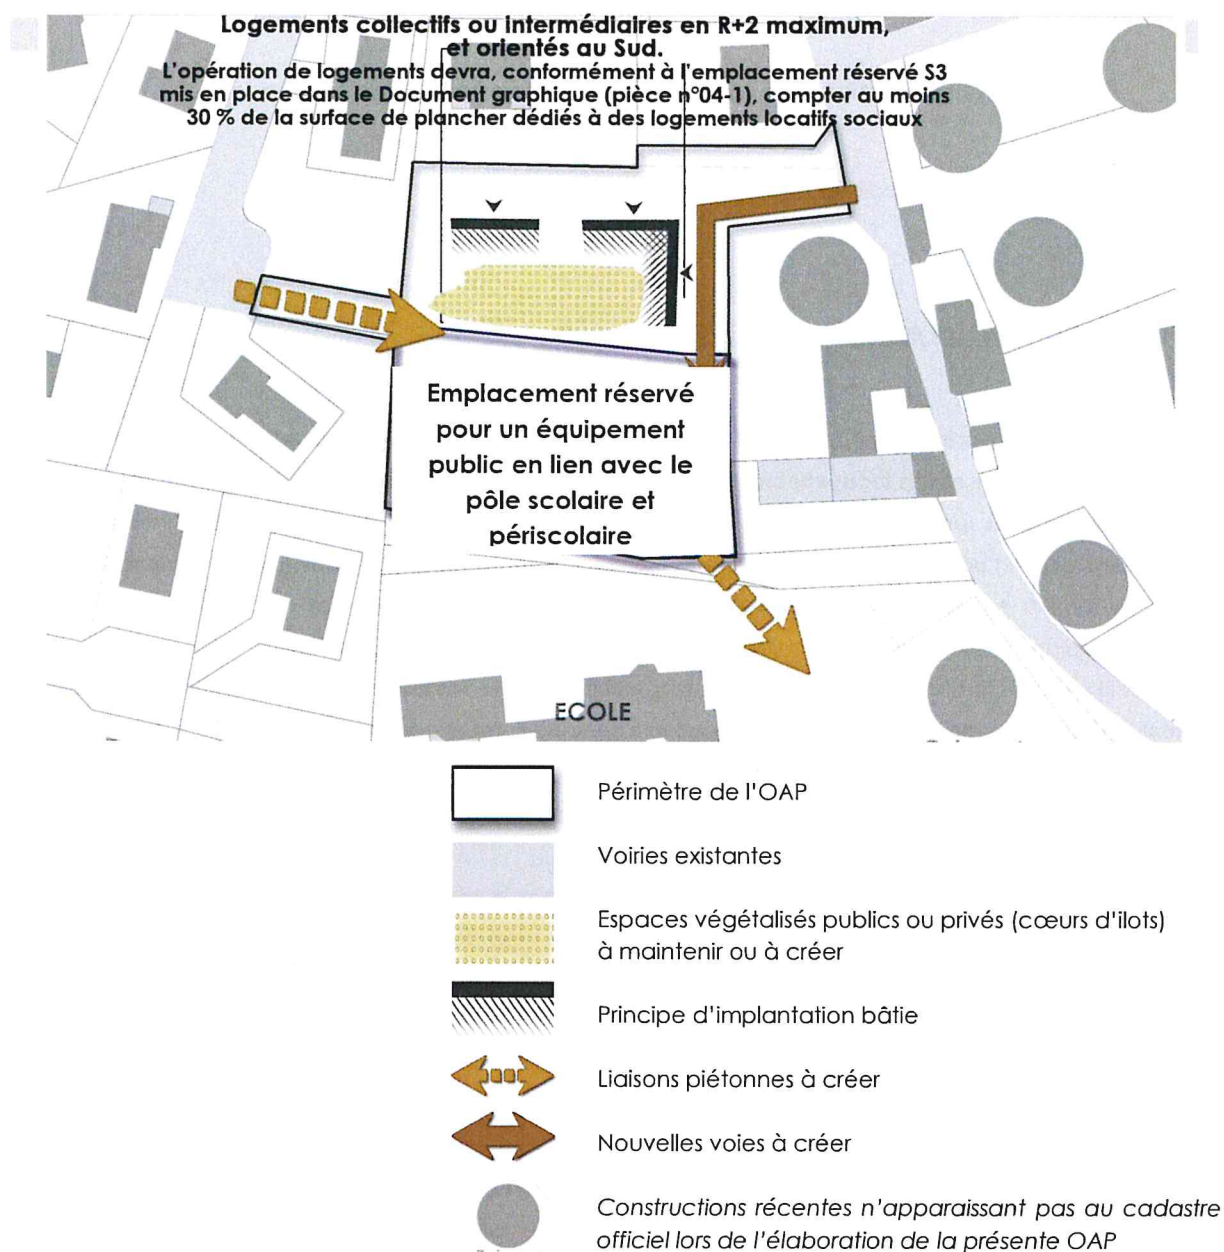 Logements collectifs ou intermédiaires en R+2 maximum,
et orientés au Sud.
L'opération de logements devra, conformément à l'emplacement réservé S3
mis en place dans le Document graphique (pièce n°04-1), compter au moins
30 % de la surface de plancher dédiés à des logements locatifs sociaux
Emplacement réservé
pour un équipement
public en lien avec le
pôle scolaire et
périscolaire
ECOLE
Périmètre de l'OAP
Voiries existantes
Espaces végétalisés publics ou privés (cœurs d'ilots)
à maintenir ou à créer
Principe d'implantation bâtie
Liaisons piétonnes à créer
Nouvelles voies à créer
Constructions récentes n'apparaissant pas au cadastre
officiel lors de l'élaboration de la présente OAP